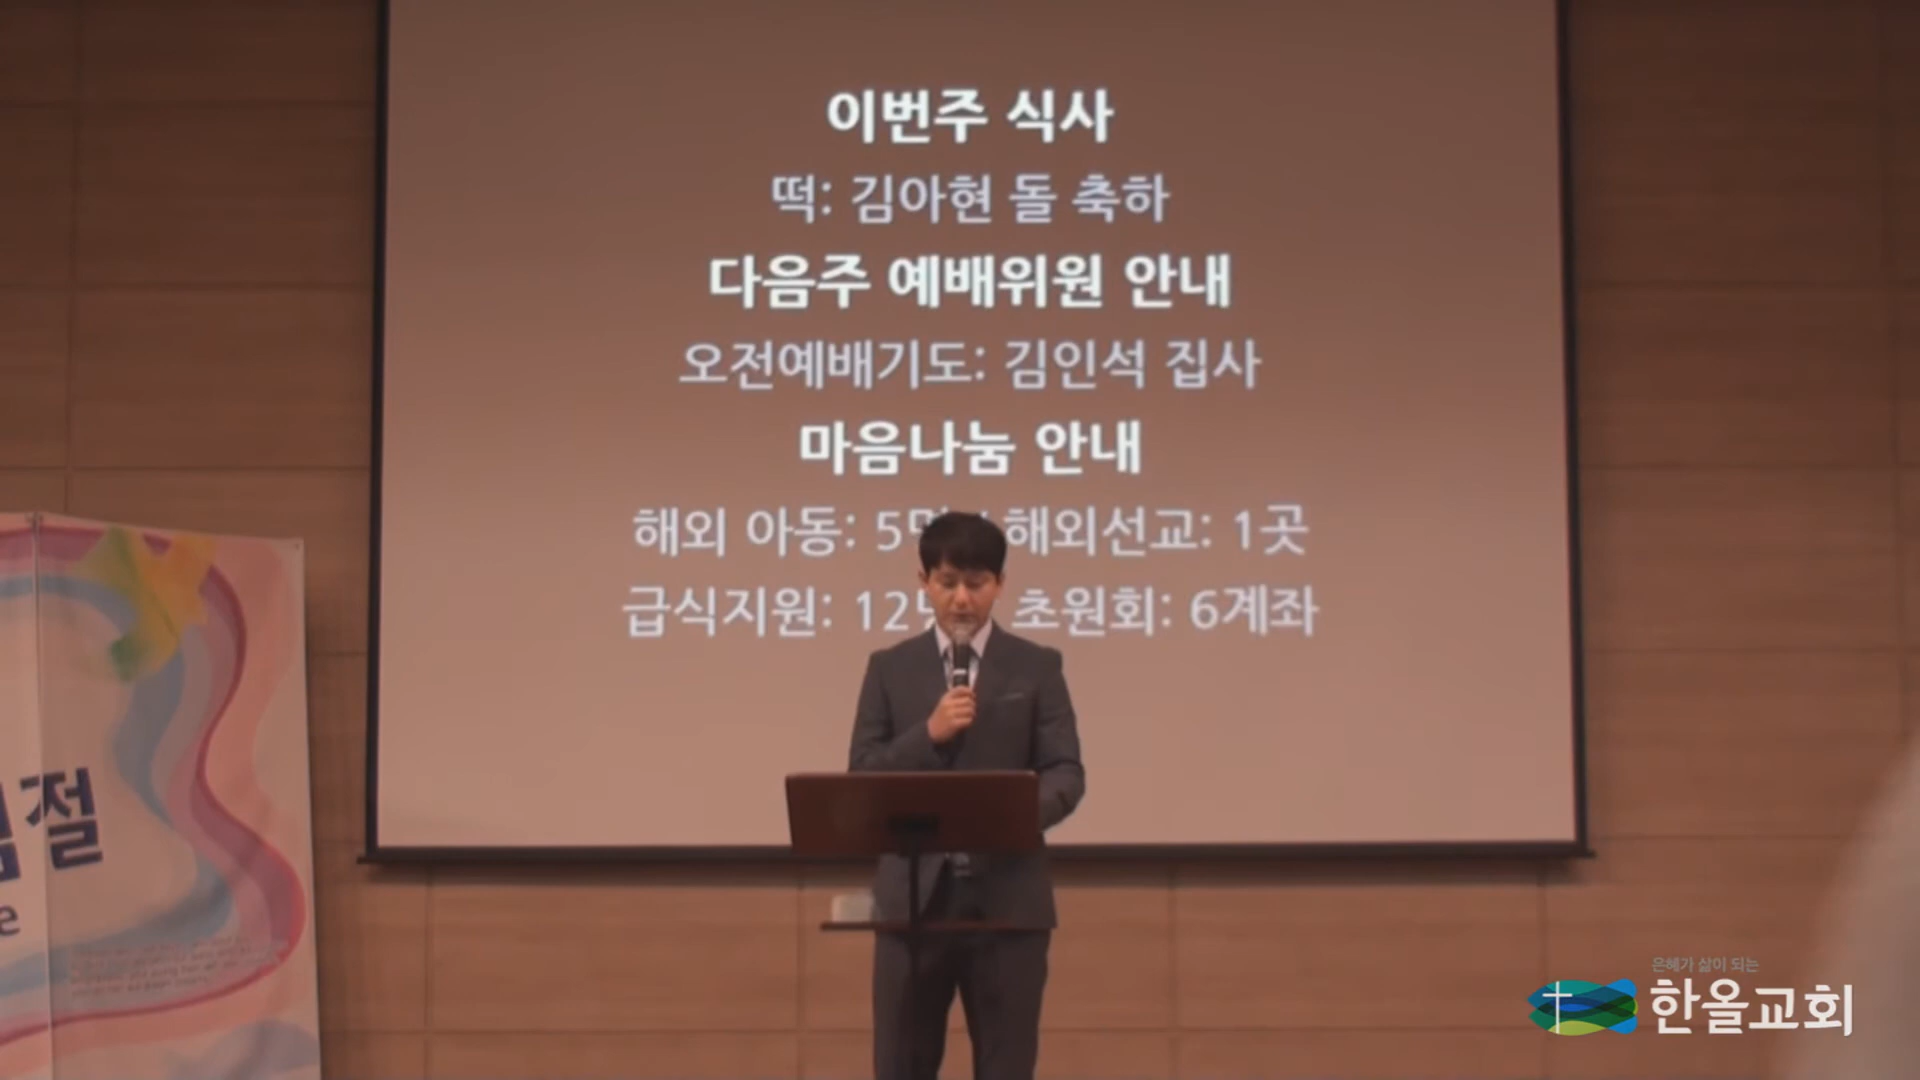 이번주 식사
떡: 김아현 돌 축하
다음주 예배위원 안내
오전예배기도: 김인석 집사
마음나눔 안내
해외 아동: 5명 해외선교: 1곳
급식지원: 12 초원회: 6계좌
절
e
은혜가 삶이 되는
한올교회